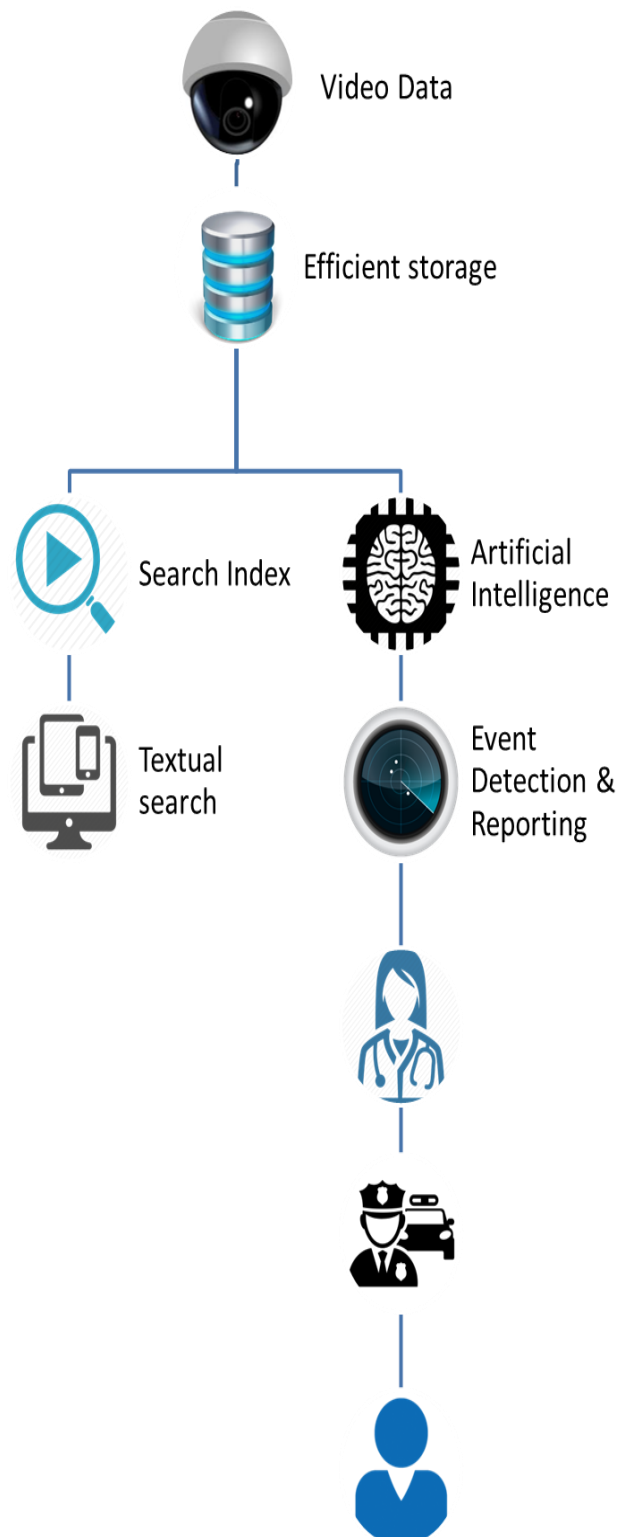 Video Data
Efficient storage
Search Index
Artificial
Intelligence
Textual
search
Event
Detection &
Reporting